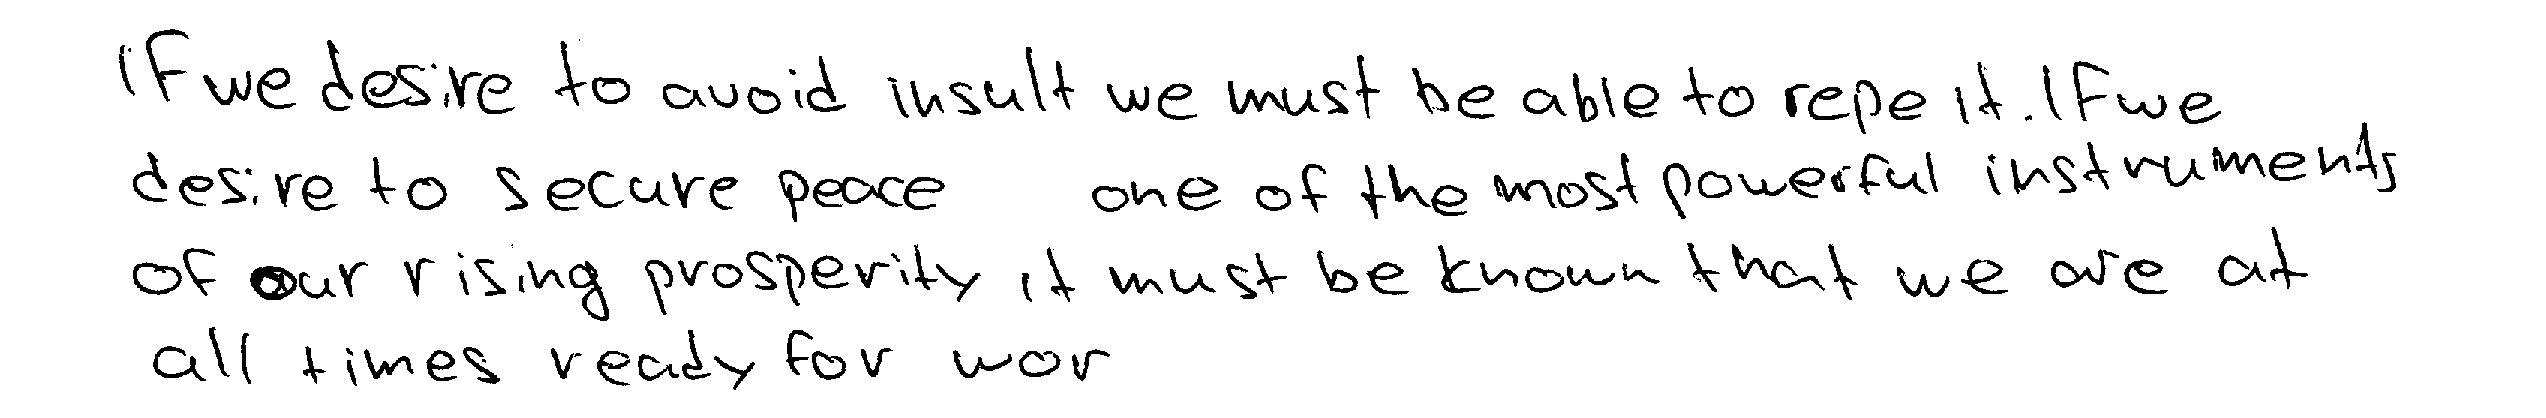 If we desire to avoid insult we must be able to repe it. If we
desire to secure peace one of the most powerful instruments
of our rising prosperity it must be known that we are at
all times ready for wor